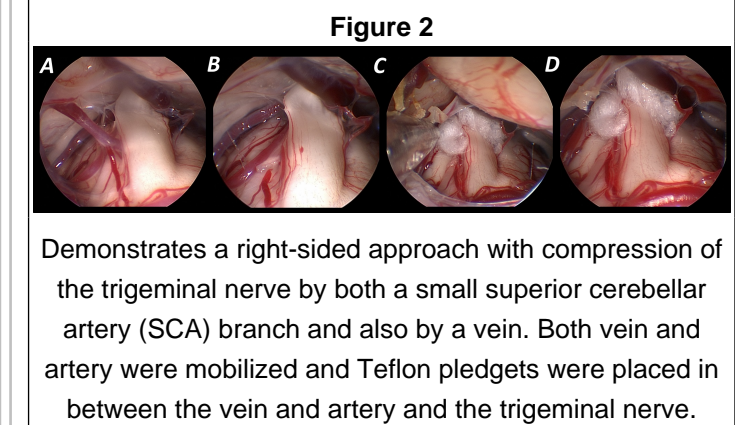 Figure 2
A B C D
Demonstrates a right-sided approach with compression of
the trigeminal nerve by both a small superior cerebellar
artery (SCA) branch and also by a vein. Both vein and
artery were mobilized and Teflon pledgets were placed in
between the vein and artery and the trigeminal nerve.